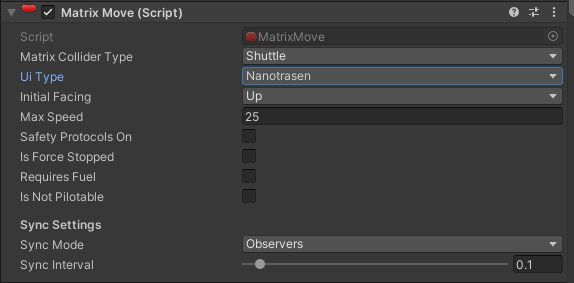 Matrix Move (Script)
Script MatrixMove
Matrix Collider Type Shuttle
Ui Type Nanotrasen
Initial Facing Up
Max Speed 25
Safety Protocols On
Is Force Stopped
Requires Fuel
Is Not Pilotable
Sync Settings
Sync Mode Observers
Sync Interval 0.1